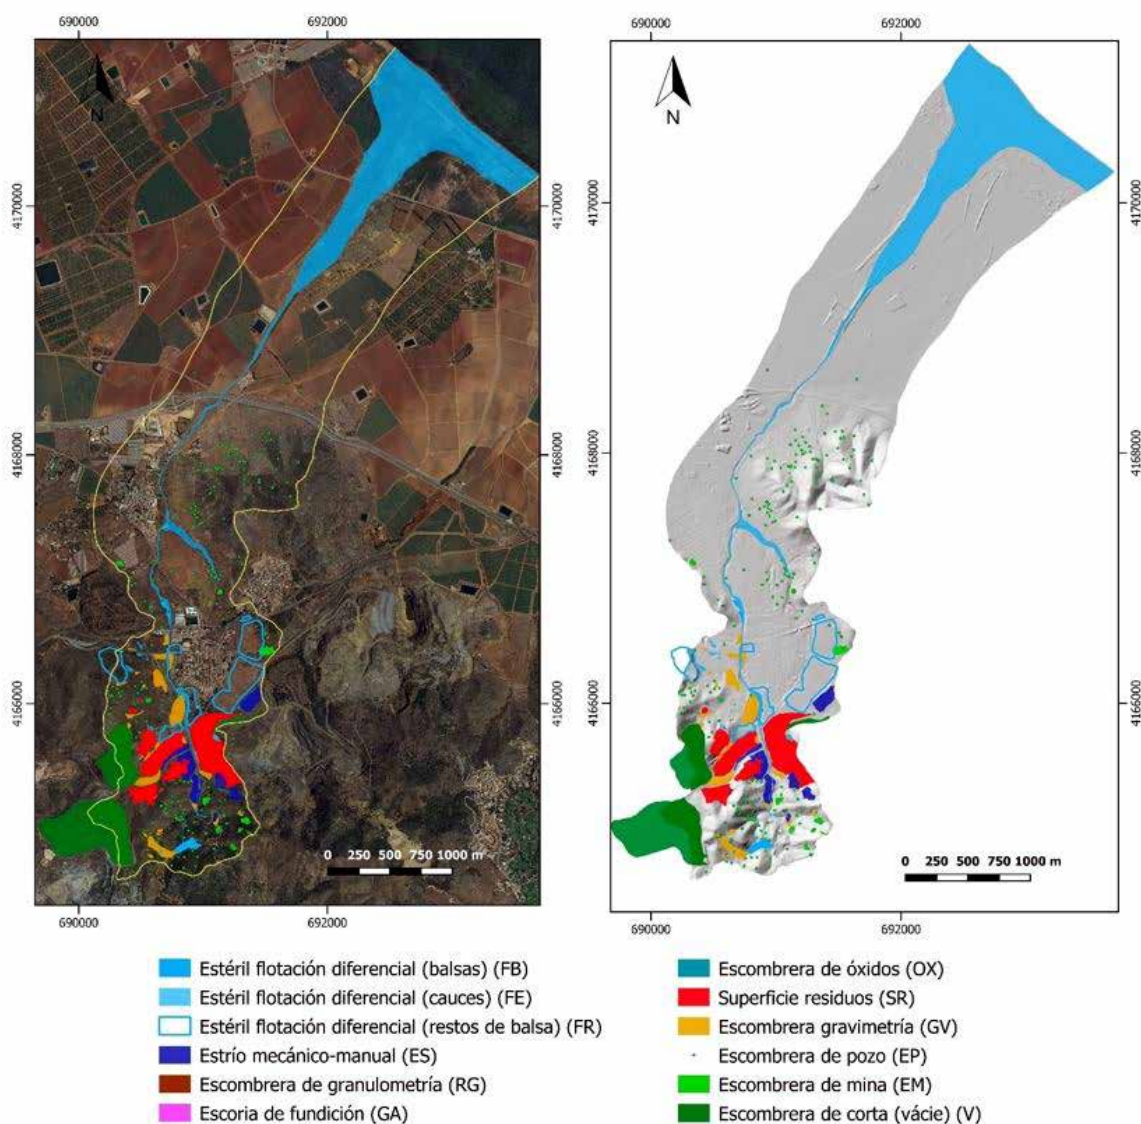 690000 692000
690000 692000
N
N
4170000
4170000
4170000
4168000
4168000
4168000
4166000
4166000
4166000
0 250 500 750 1000 m
0 250 500 750 1000 m
690000 692000
690000 692000
Estéril flotación diferencial (balsas) (FB)
Estéril flotación diferencial (cauces) (FE)
Estéril flotación diferencial (restos de balsa) (FR)
Estrío mecánico-manual (ES)
Escombrera de granulometría (RG)
Escoria de fundición (GA)
Escombrera de óxidos (OX)
Superficie residuos (SR)
Escombrera gravimetría (GV)
Escombrera de pozo (EP)
Escombrera de mina (EM)
Escombrera de corta (vácie) (V)